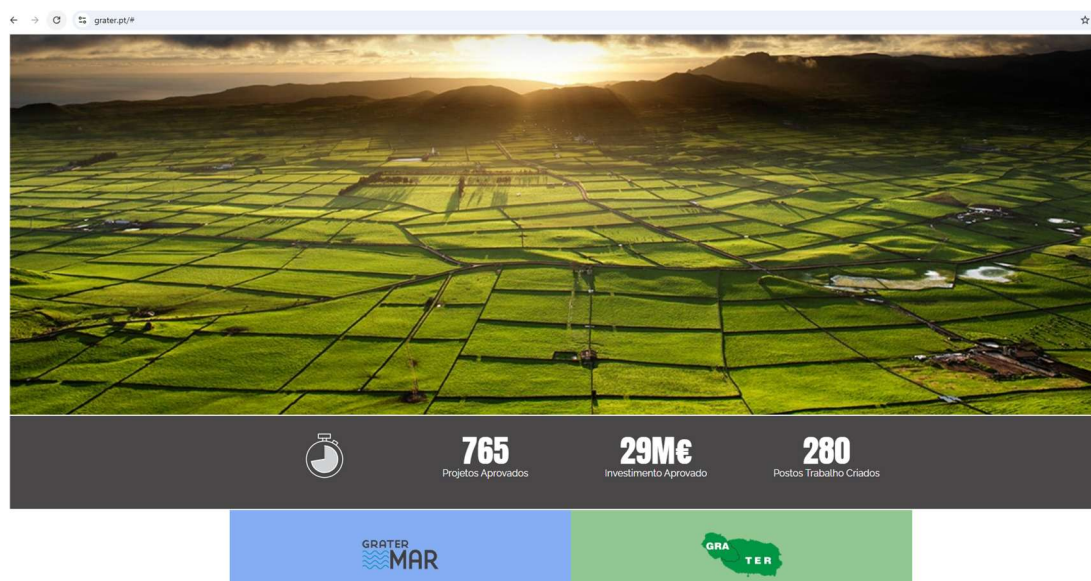 grater.pt/#
765
Projetos Aprovados
29M€
Investimento Aprovado
280
Postos Trabalho Criados
GRATER
MAR
GRA
TER